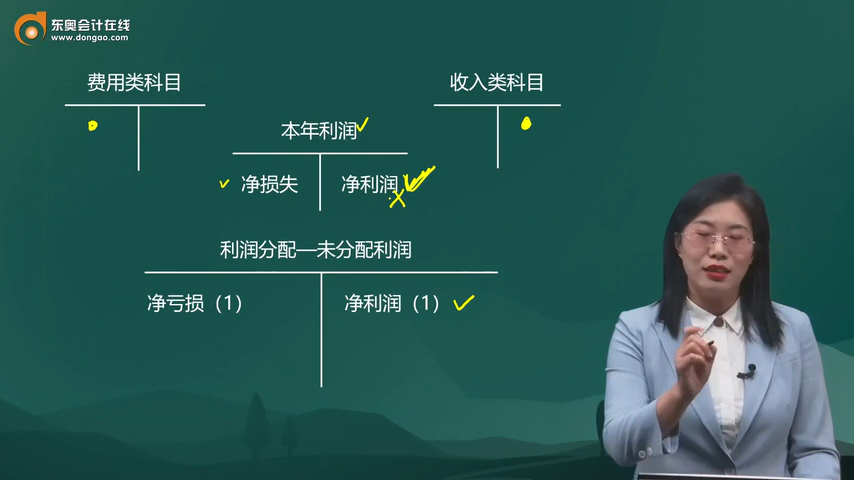 东奥会计在线
www.dongao.com
费用类科目
收入类科目
本年利润
净损失
净利润
利润分配—未分配利润
净亏损（1）
净利润（1）